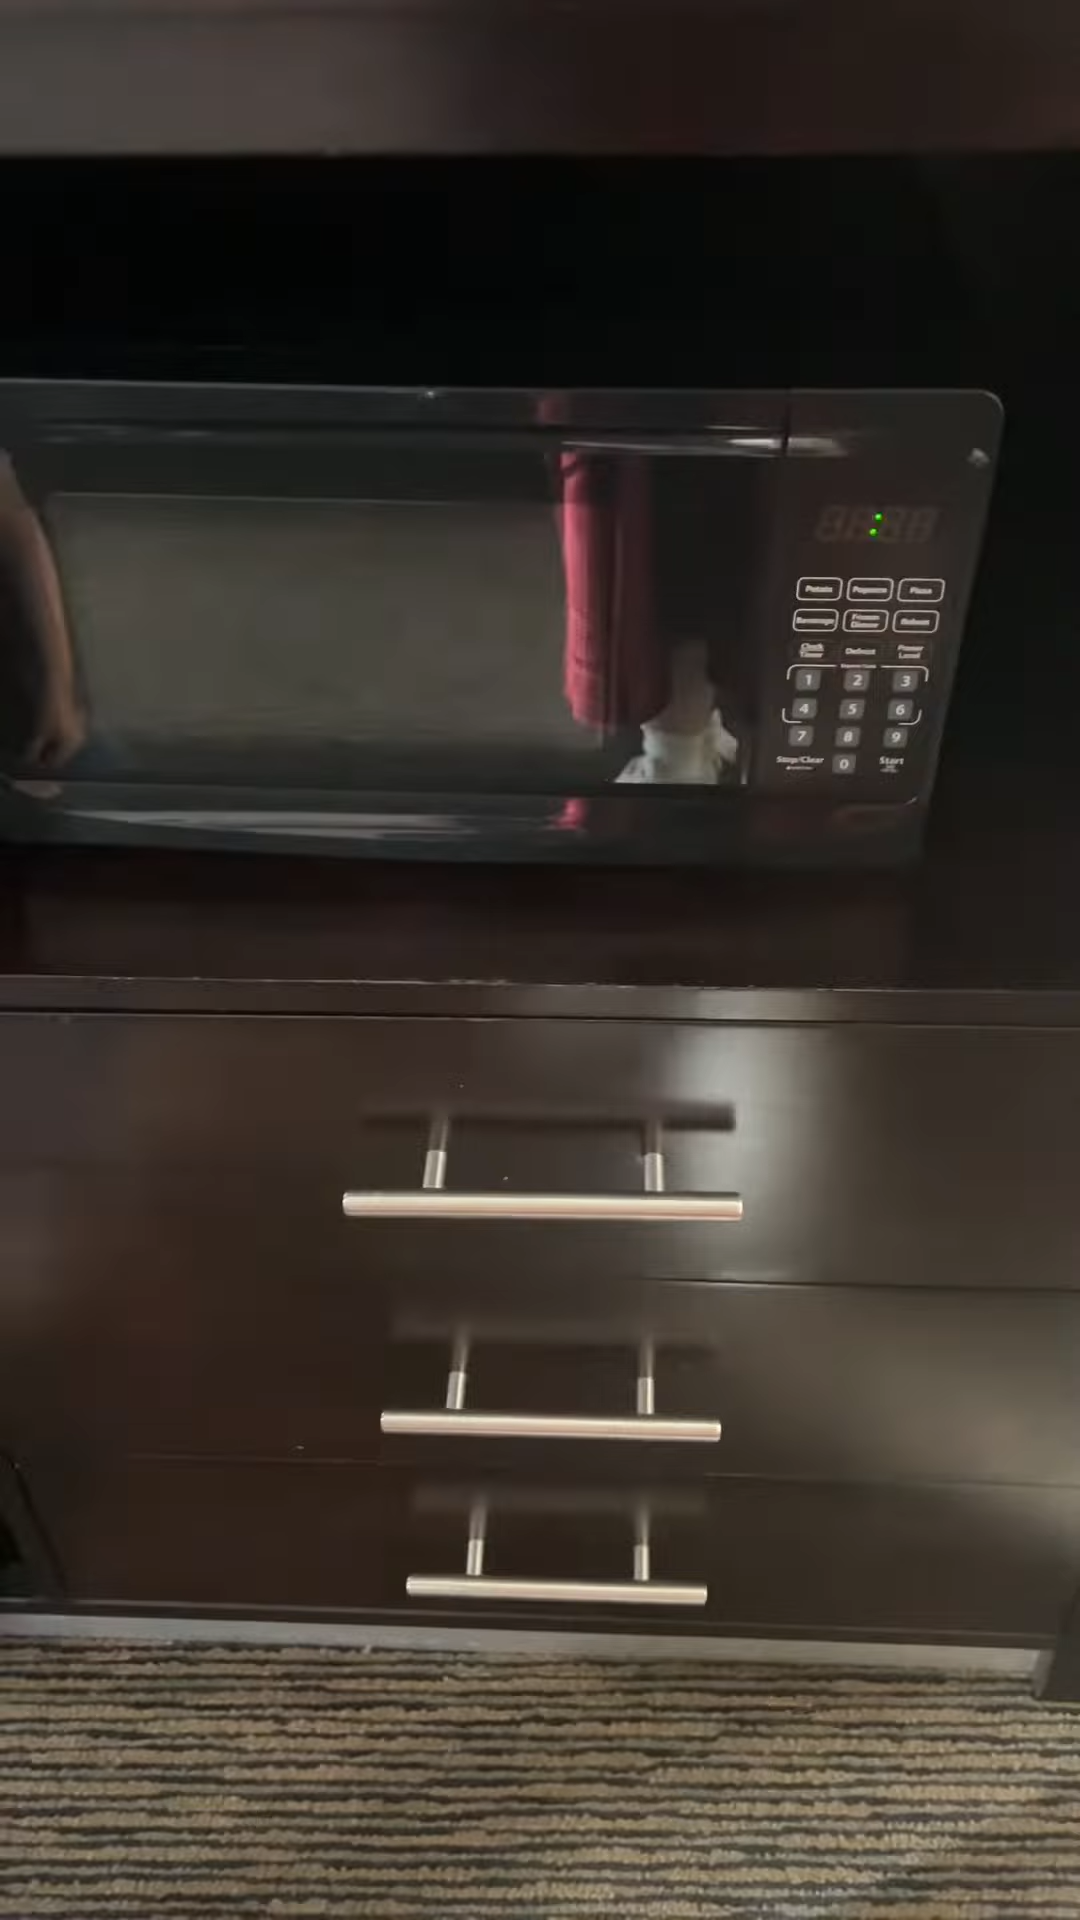 :
Potato Popcorn Pizza
Beverage Frozen Dinner Reheat
Clock Timer Defrost Power Level
1 2 3
4 5 6
7 8 9
Stop/Clear 0 Start